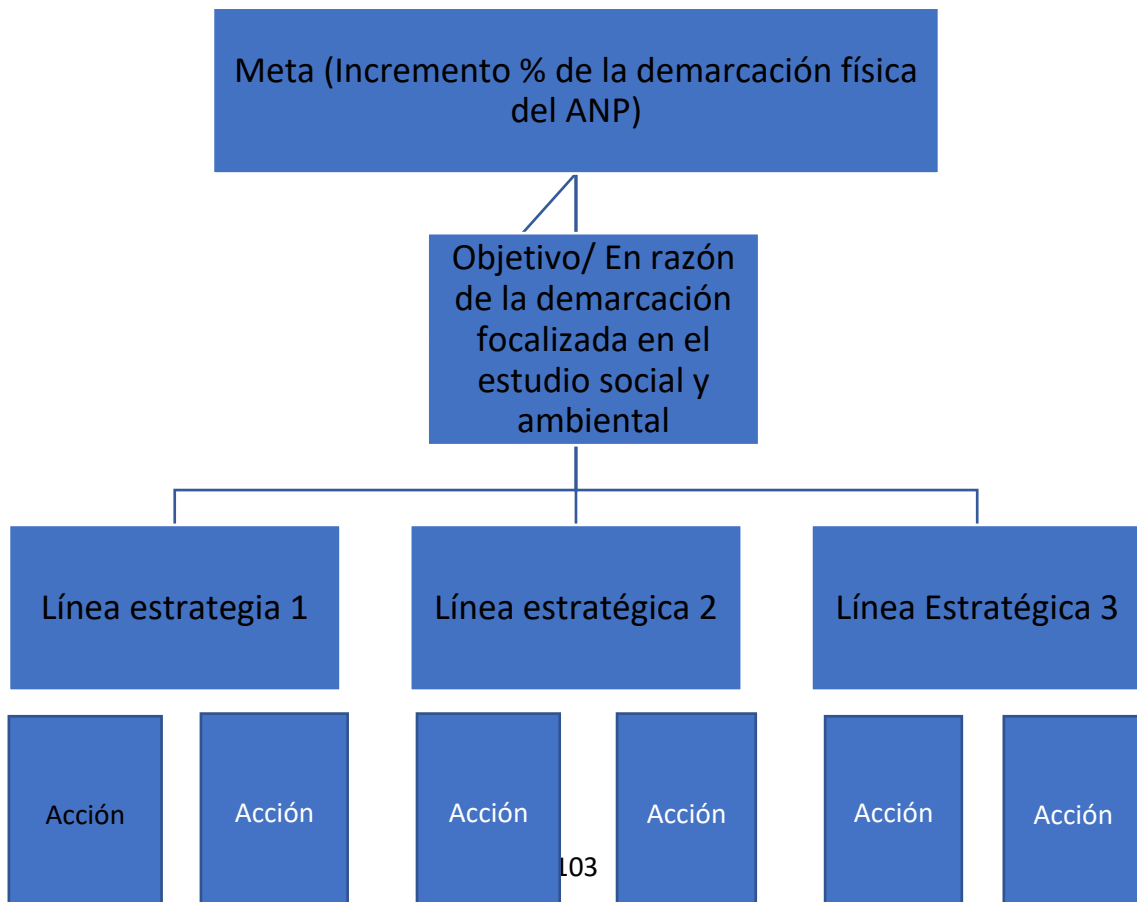 Meta (Incremento % de la demarcación física
del ANP)
Objetivo/ En razón
de la demarcación
focalizada en el
estudio social y
ambiental
Línea estrategia 1
Línea estratégica 2
Línea Estratégica 3
Acción
Acción
Acción
Acción
Acción
Acción
103